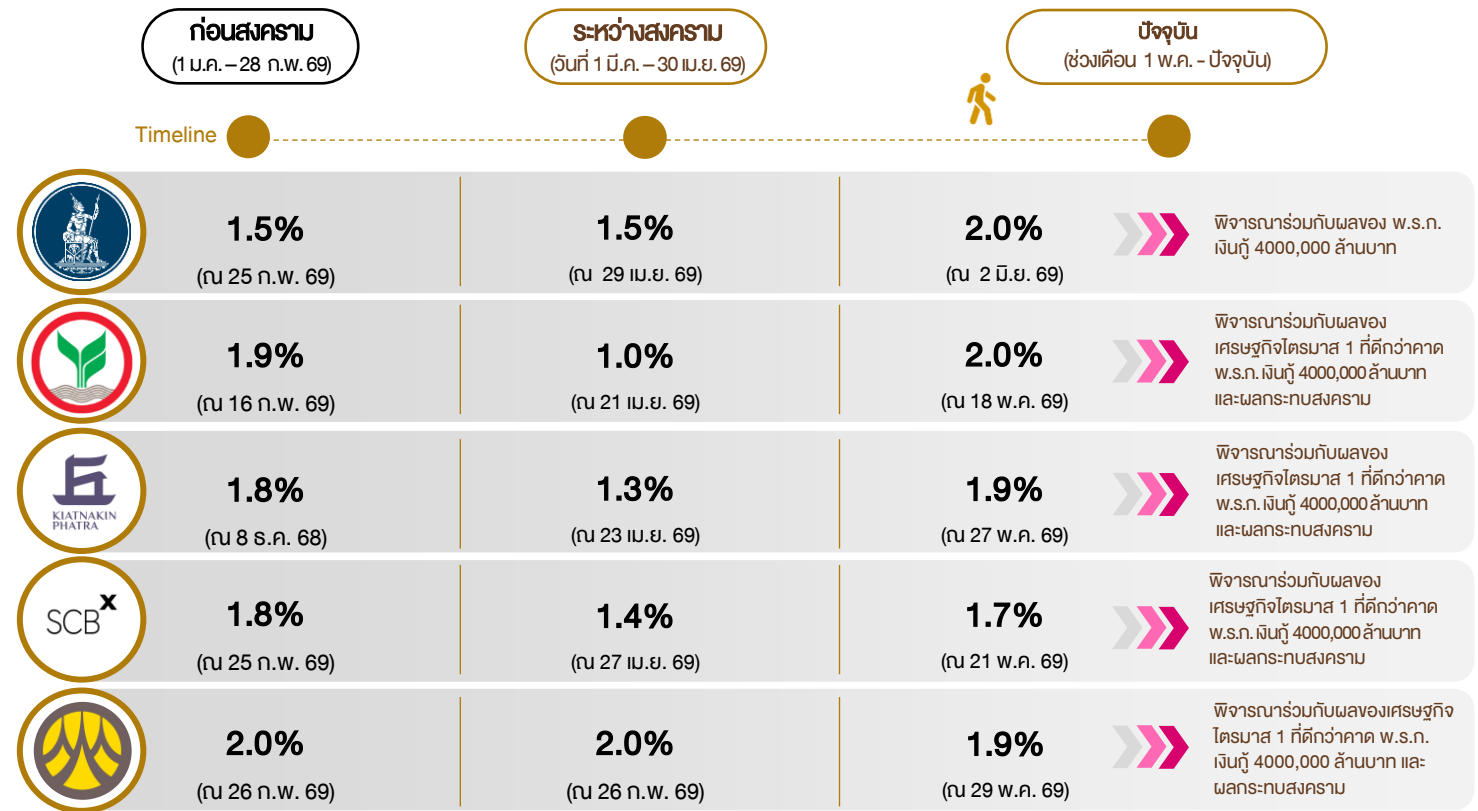 ก่อนสงคราม
(1 ม.ค. – 28 ก.พ. 69)
ระหว่างสงคราม
(วันที่ 1 มี.ค. – 30 เม.ย. 69)
ปัจจุบัน
(ช่วงเดือน 1 พ.ค. - ปัจจุบัน)
Timeline
1.5%
(ณ 25 ก.พ. 69)
1.5%
(ณ 29 เม.ย. 69)
2.0%
(ณ 2 มิ.ย. 69)
พิจารณาร่วมกับผลของ พ.ร.ก.
เงินกู้ 4000,000 ล้านบาท
1.9%
(ณ 16 ก.พ. 69)
1.0%
(ณ 21 เม.ย. 69)
2.0%
(ณ 18 พ.ค. 69)
พิจารณาร่วมกับผลของ
เศรษฐกิจไตรมาส 1 ที่ดีกว่าคาด
พ.ร.ก. เงินกู้ 4000,000 ล้านบาท
และผลกระทบสงคราม
KIATNAKIN
PHATRA
1.8%
(ณ 8 ธ.ค. 68)
1.3%
(ณ 23 เม.ย. 69)
1.9%
(ณ 27 พ.ค. 69)
พิจารณาร่วมกับผลของ
เศรษฐกิจไตรมาส 1 ที่ดีกว่าคาด
พ.ร.ก. เงินกู้ 4000,000 ล้านบาท
และผลกระทบสงคราม
SCBX
1.8%
(ณ 25 ก.พ. 69)
1.4%
(ณ 27 เม.ย. 69)
1.7%
(ณ 21 พ.ค. 69)
พิจารณาร่วมกับผลของ
เศรษฐกิจไตรมาส 1 ที่ดีกว่าคาด
พ.ร.ก. เงินกู้ 4000,000 ล้านบาท
และผลกระทบสงคราม
2.0%
(ณ 26 ก.พ. 69)
2.0%
(ณ 26 ก.พ. 69)
1.9%
(ณ 29 พ.ค. 69)
พิจารณาร่วมกับผลของเศรษฐกิจ
ไตรมาส 1 ที่ดีกว่าคาด พ.ร.ก.
เงินกู้ 4000,000 ล้านบาท และ
ผลกระทบสงคราม